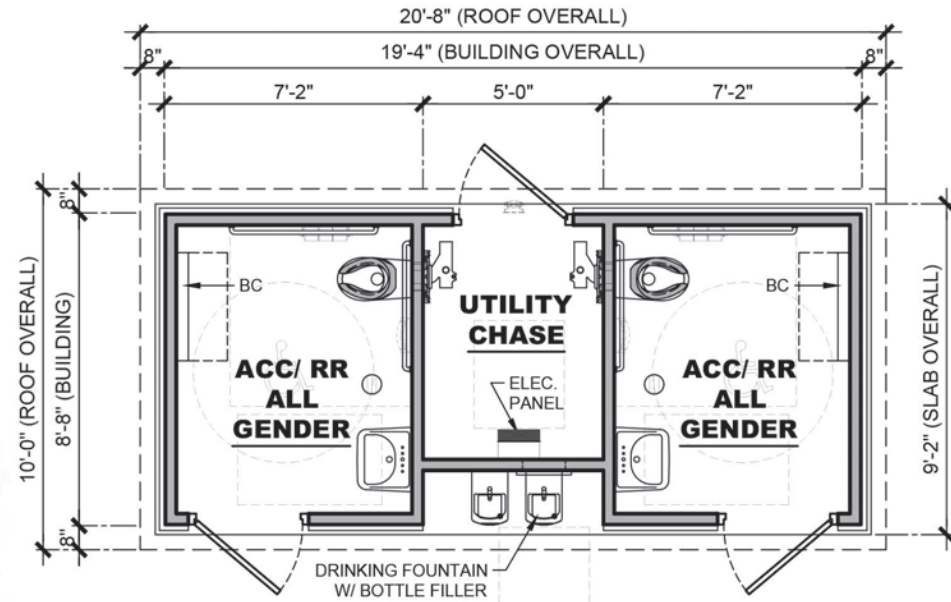 20'-8" (ROOF OVERALL)
8"
19'-4" (BUILDING OVERALL)
8"
7'-2"
5'-0"
7'-2"
8"
10'-0" (ROOF OVERALL)
8'-8" (BUILDING)
8"
9'-2" (SLAB OVERALL)
BC
ACC/ RR
ALL
GENDER
UTILITY
CHASE
ELEC.
PANEL
BC
ACC/ RR
ALL
GENDER
DRINKING FOUNTAIN
W/ BOTTLE FILLER